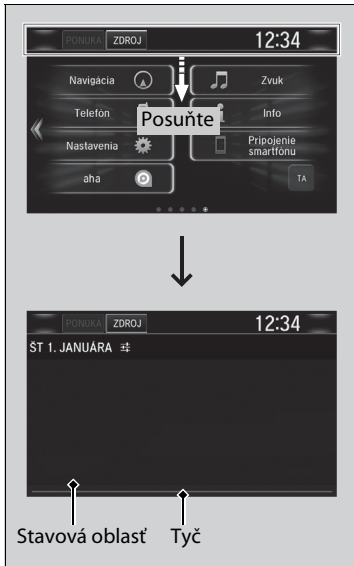 PONUKA ZDROJ 12:34
Navigácia Zvuk
Telefón Info
Posuňte
Nastavenia Pripojenie
smartfónu
aha TA
PONUKA ZDROJ 12:34
ŠT 1. JANUÁRA
Stavová oblasť Tyč